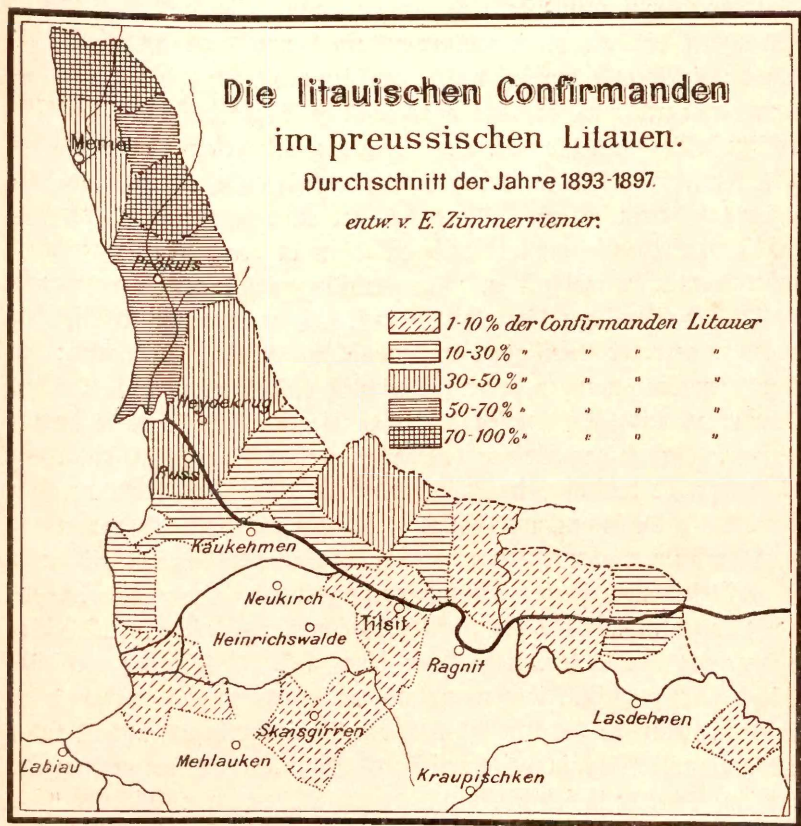 Die litauischen Confirmanden
im preussischen Litauen.
Durchschnitt der Jahre 1893-1897.
entw. v. E. Zimmerriemer.
1-10% der Confirmanden Litauer
10-30% " " " "
30-50% " " " "
50-70% " " " "
70-100% " " " "
Memel
Prökuls
Heydekrug
Russ
Kaukehmen
Neukirch
Tilsit
Heinrichswalde
Ragnit
Lasdehnen
Skaisgirren
Mehlauken
Labiau
Kraupischken